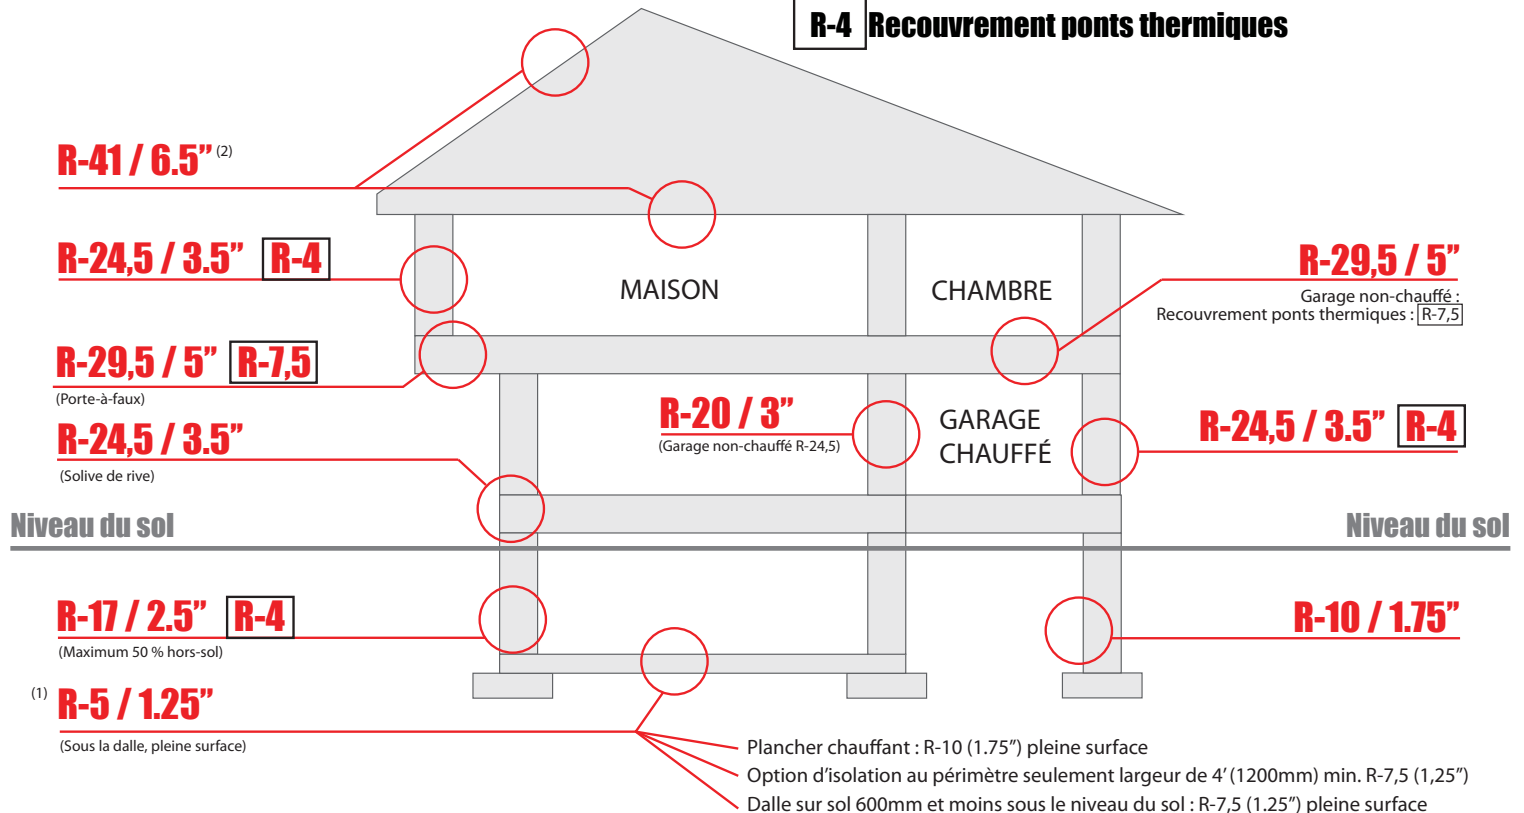 R-4 Recouvrement ponts thermiques
R-41 / 6.5” (2)
R-24,5 / 3.5” R-4
MAISON
CHAMBRE
R-29,5 / 5”
Garage non-chauffé :
Recouvrement ponts thermiques : R-7,5
R-29,5 / 5” R-7,5
(Porte-à-faux)
R-24,5 / 3.5”
(Solive de rive)
R-20 / 3”
(Garage non-chauffé R-24,5)
GARAGE
CHAUFFÉ
R-24,5 / 3.5” R-4
Niveau du sol
Niveau du sol
R-17 / 2.5” R-4
(Maximum 50 % hors-sol)
R-10 / 1.75”
(1) R-5 / 1.25”
(Sous la dalle, pleine surface)
Plancher chauffant : R-10 (1.75”) pleine surface
Option d’isolation au périmètre seulement largeur de 4’ (1200mm) min. R-7,5 (1,25”)
Dalle sur sol 600mm et moins sous le niveau du sol : R-7,5 (1.25”) pleine surface